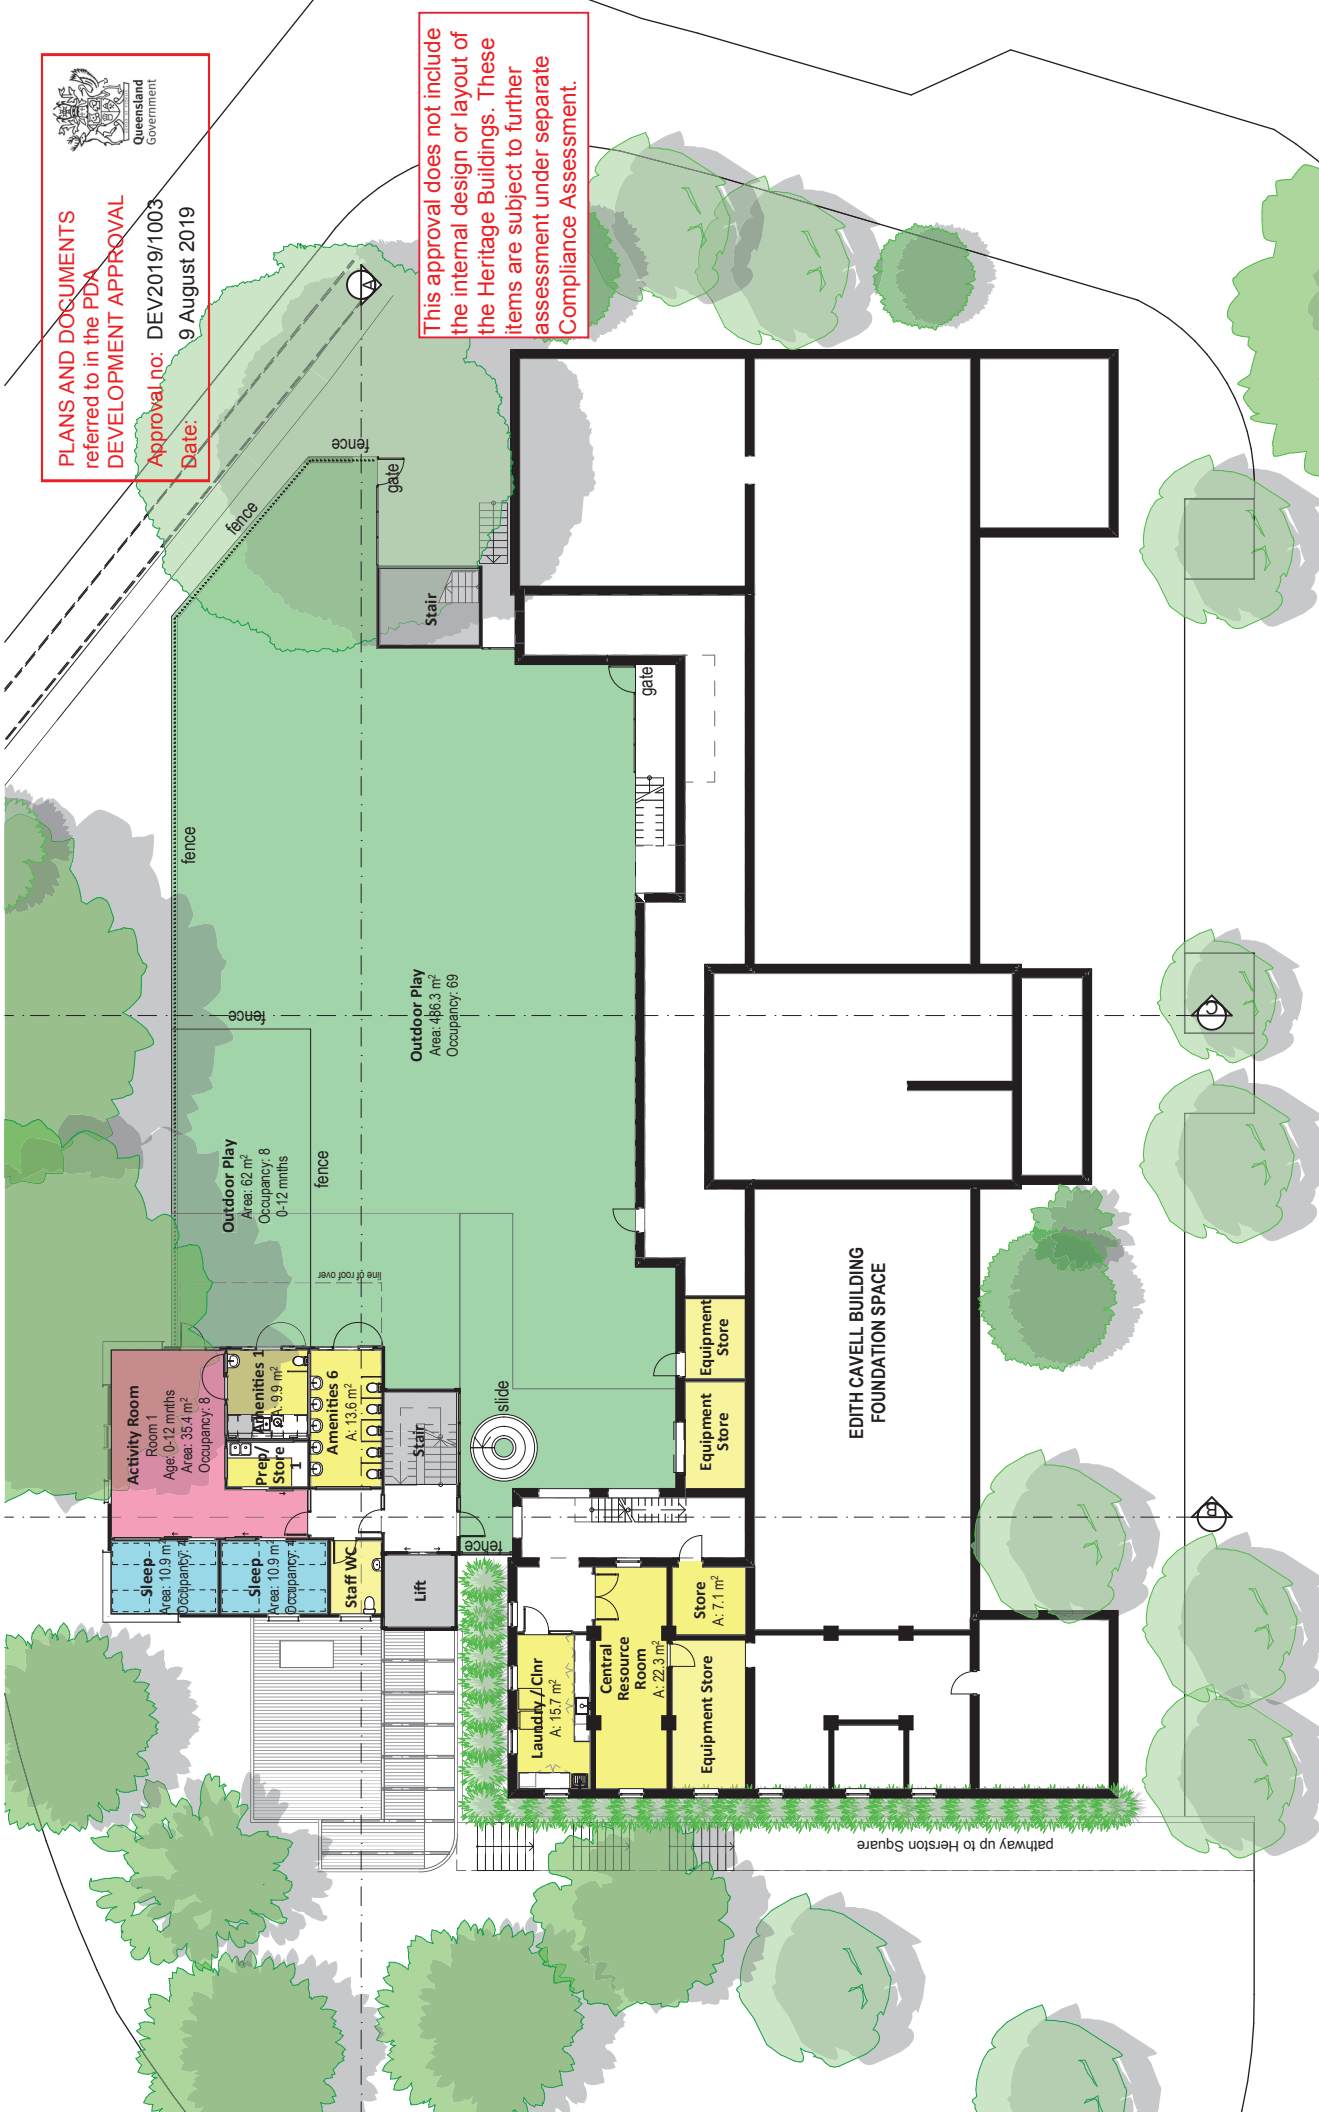 PLANS AND DOCUMENTS
referred to in the PDA
DEVELOPMENT APPROVAL
Approval no: DEV2019/1003
Date: 9 August 2019
Queensland
Government
This approval does not include
the internal design or layout of
the Heritage Buildings. These
items are subject to further
assessment under separate
Compliance Assessment.
fence
fence
fence
gate
A
Stair
gate
fence
Outdoor Play
Area: 486.3 m²
Occupancy: 69
Outdoor Play
Area: 62 m²
Occupancy: 8
0-12 mnths
fence
line of roof over
C
Activity Room
Room 1
Age: 0-12 mnths
Area: 35.4 m²
Occupancy: 8
Amenities 1
A: 9.9 m²
Prep/
Store
1
Amenities 6
A: 13.6 m²
Stair
slide
Equipment
Store
Equipment
Store
EDITH CAVELL BUILDING
FOUNDATION SPACE
B
Sleep
Area: 10.9 m²
Occupancy: 4
Sleep
Area: 10.9 m²
Occupancy: 4
Staff WC
Lift
fence
Laundry / Clnr
A: 15.7 m²
Central
Resource
Room
A: 22.3 m²
Store
A: 7.1 m²
Equipment Store
pathway up to Herston Square